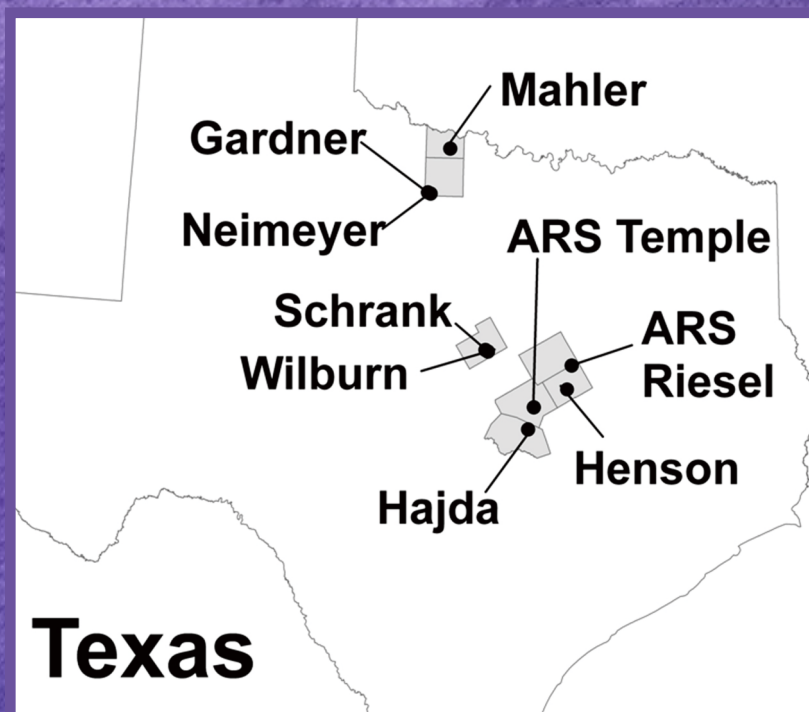 Mahler
Gardner
Neimeyer
ARS Temple
Schrank
ARS
Riesel
Wilburn
Henson
Hajda
Texas